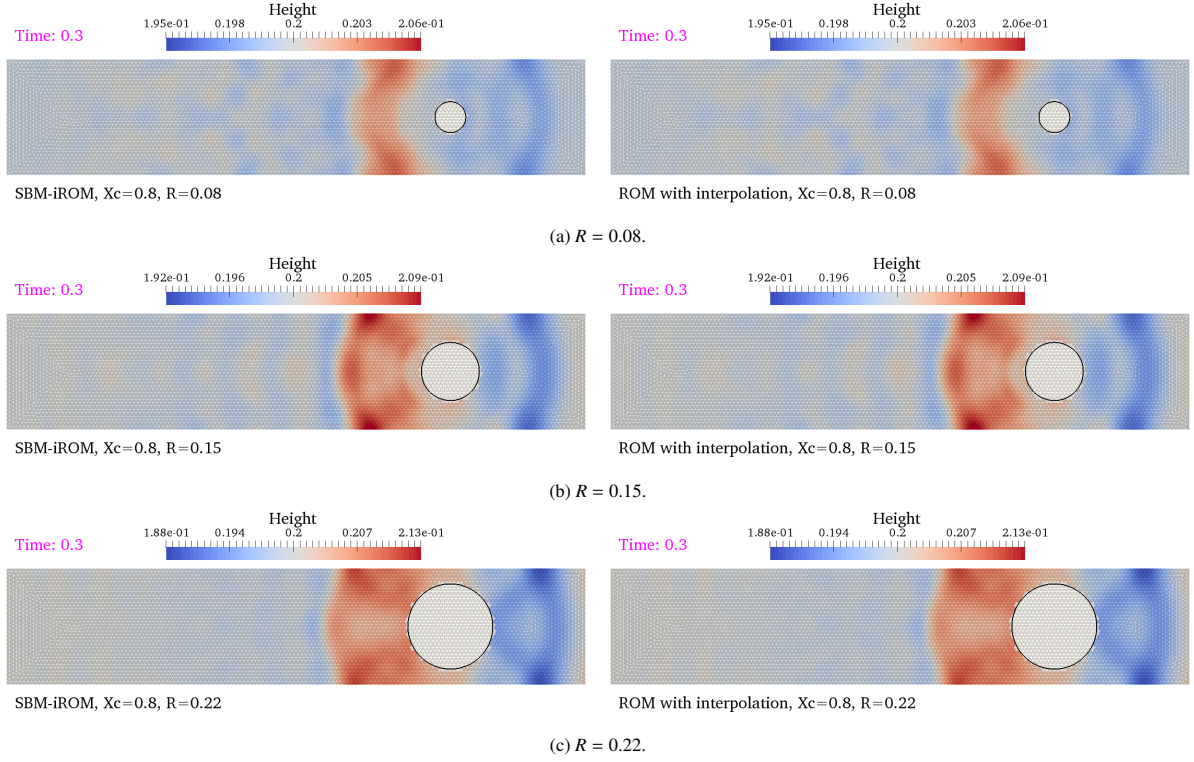 Height
1.95e-01 0.198 0.2 0.203 2.06e-01
Time: 0.3
SBM-iROM, Xc=0.8, R=0.08
Height
1.95e-01 0.198 0.2 0.203 2.06e-01
Time: 0.3
ROM with interpolation, Xc=0.8, R=0.08
(a) R = 0.08.
Height
1.92e-01 0.196 0.2 0.205 2.09e-01
Time: 0.3
SBM-iROM, Xc=0.8, R=0.15
Height
1.92e-01 0.196 0.2 0.205 2.09e-01
Time: 0.3
ROM with interpolation, Xc=0.8, R=0.15
(b) R = 0.15.
Height
1.88e-01 0.194 0.2 0.207 2.13e-01
Time: 0.3
SBM-iROM, Xc=0.8, R=0.22
Height
1.88e-01 0.194 0.2 0.207 2.13e-01
Time: 0.3
ROM with interpolation, Xc=0.8, R=0.22
(c) R = 0.22.